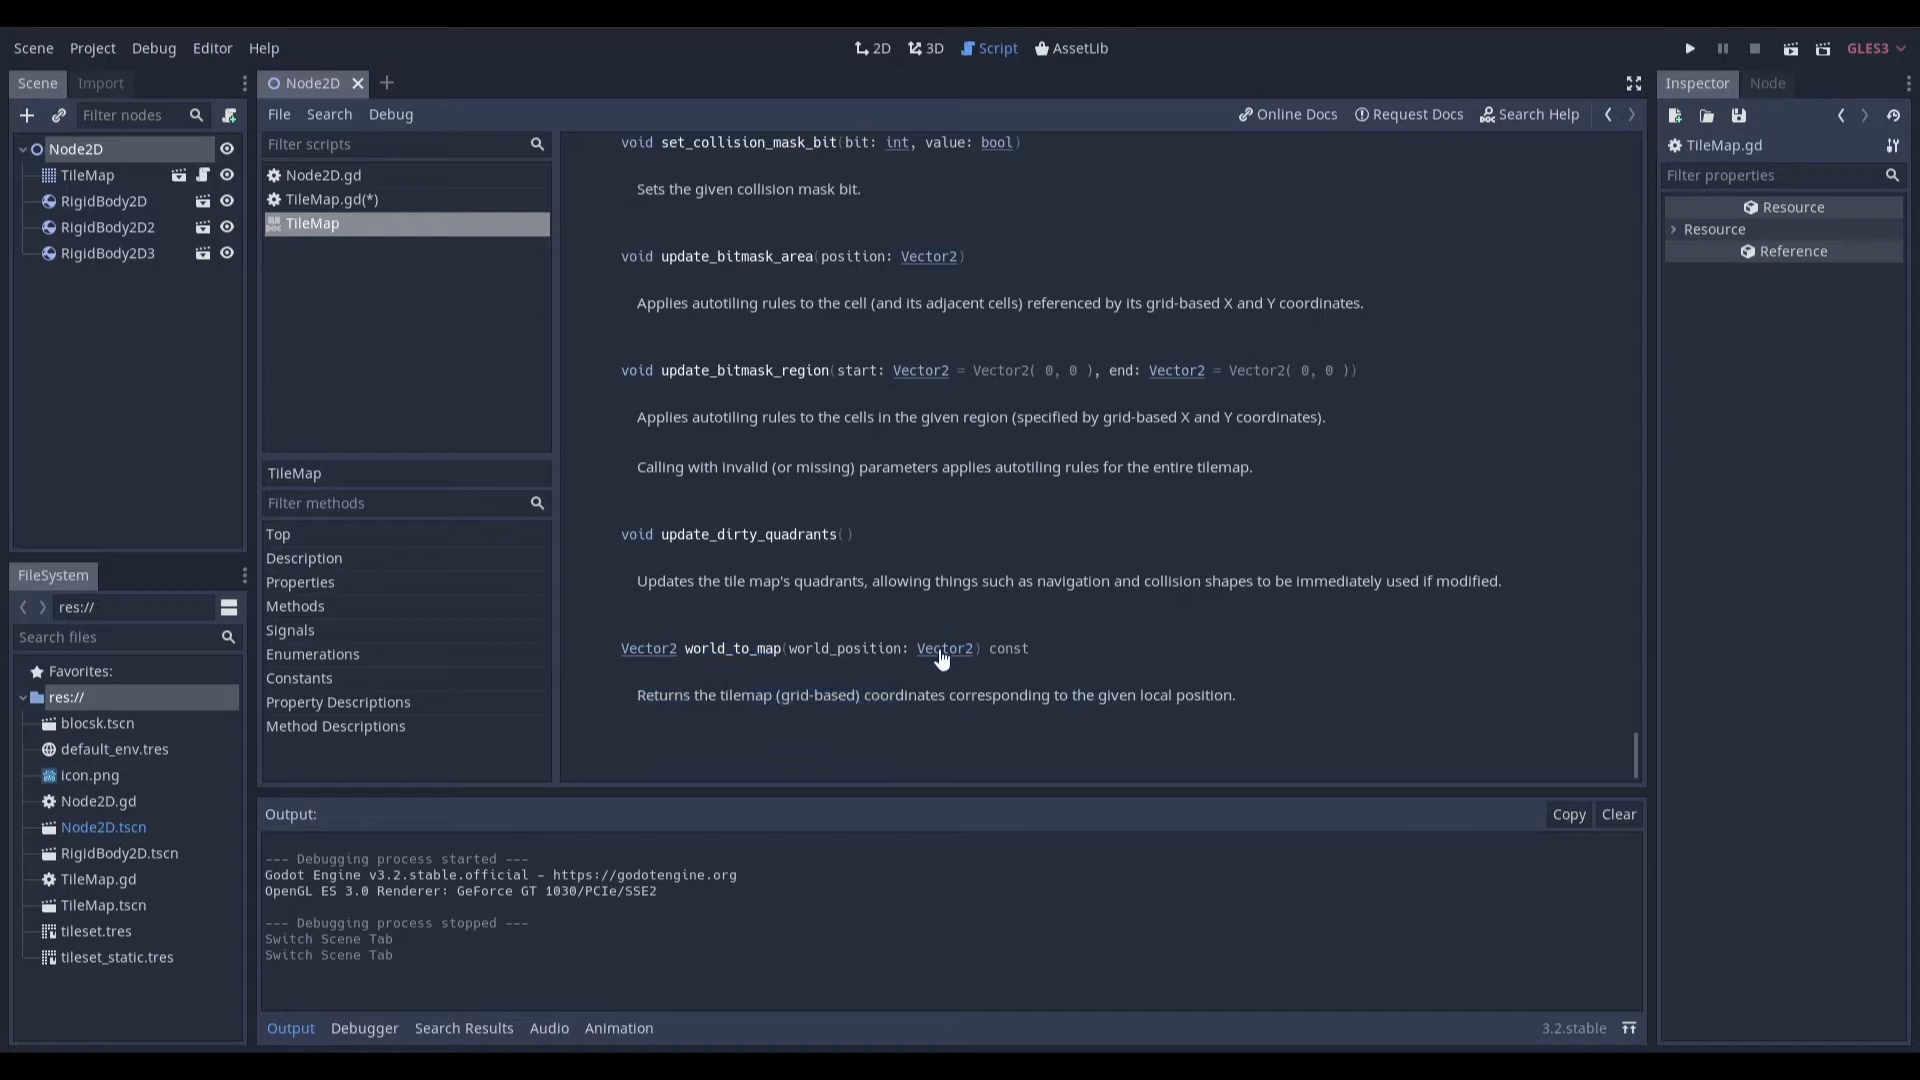 Scene Project Debug Editor Help
2D 3D Script AssetLib
GLES3
Scene Import
Filter nodes
Node2D
TileMap
RigidBody2D
RigidBody2D2
RigidBody2D3
FileSystem
res://
Search files
Favorites:
res://
blocsk.tscn
default_env.tres
icon.png
Node2D.gd
Node2D.tscn
RigidBody2D.tscn
TileMap.gd
TileMap.tscn
tileset.tres
tileset_static.tres
Node2D
File Search Debug
Online Docs Request Docs Search Help
Filter scripts
Node2D.gd
TileMap.gd(*)
TileMap
TileMap
Filter methods
Top
Description
Properties
Methods
Signals
Enumerations
Constants
Property Descriptions
Method Descriptions
void set_collision_mask_bit(bit: int, value: bool)
Sets the given collision mask bit.
void update_bitmask_area(position: Vector2)
Applies autotiling rules to the cell (and its adjacent cells) referenced by its grid-based X and Y coordinates.
void update_bitmask_region(start: Vector2 = Vector2( 0, 0 ), end: Vector2 = Vector2( 0, 0 ))
Applies autotiling rules to the cells in the given region (specified by grid-based X and Y coordinates).
Calling with invalid (or missing) parameters applies autotiling rules for the entire tilemap.
void update_dirty_quadrants()
Updates the tile map's quadrants, allowing things such as navigation and collision shapes to be immediately used if modified.
Vector2 world_to_map(world_position: Vector2) const
Returns the tilemap (grid-based) coordinates corresponding to the given local position.
Output:
Copy Clear
--- Debugging process started ---
Godot Engine v3.2.stable.official - https://godotengine.org
OpenGL ES 3.0 Renderer: GeForce GT 1030/PCIe/SSE2
--- Debugging process stopped ---
Switch Scene Tab
Switch Scene Tab
Output Debugger Search Results Audio Animation
3.2.stable
Inspector Node
TileMap.gd
Filter properties
Resource
Resource
Reference